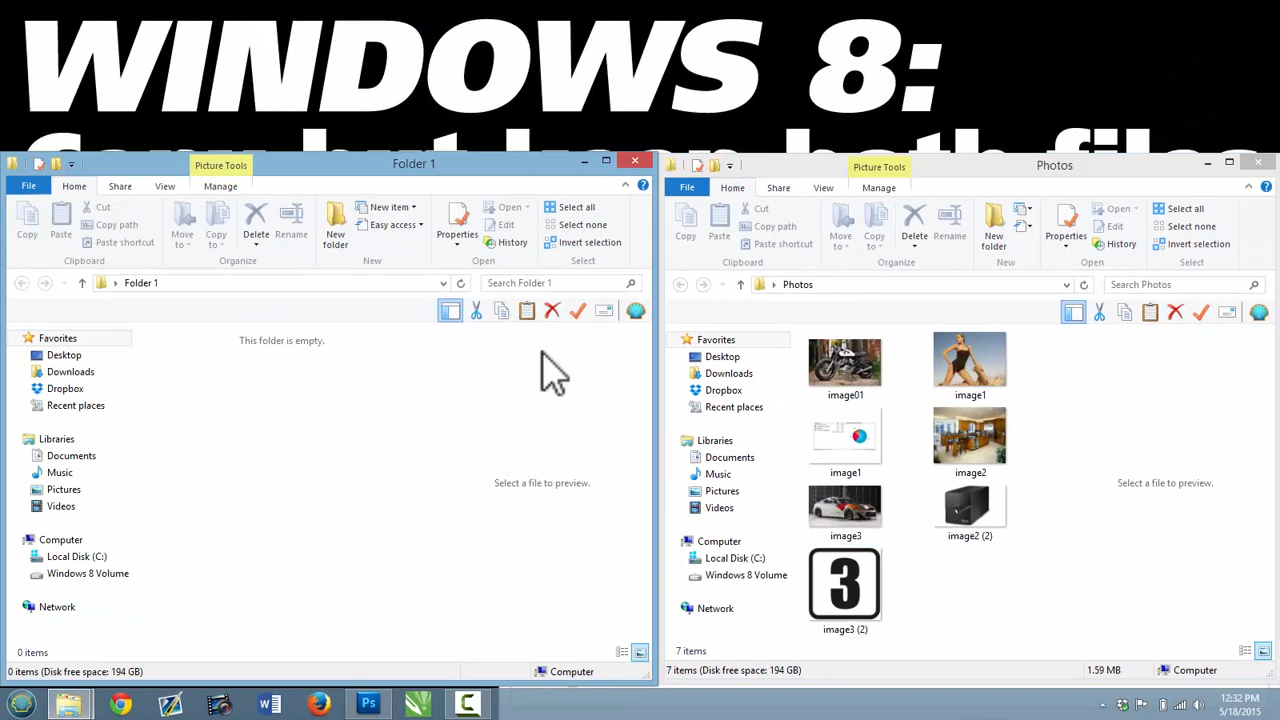 WINDOWS 8:
Copy but keep both files
Picture Tools
Folder 1
File
Home
Share
View
Manage
Copy
Paste
Cut
Copy path
Paste shortcut
Move to
Copy to
Delete
Rename
New folder
New item
Easy access
Properties
Open
Edit
History
Select all
Select none
Invert selection
Clipboard
Organize
New
Open
Select
Folder 1
Search Folder 1
Favorites
Desktop
Downloads
Dropbox
Recent places
Libraries
Documents
Music
Pictures
Videos
Computer
Local Disk (C:)
Windows 8 Volume
Network
This folder is empty.
Select a file to preview.
0 items
0 items (Disk free space: 194 GB)
Computer
Picture Tools
Photos
File
Home
Share
View
Manage
Copy
Paste
Cut
Copy path
Paste shortcut
Move to
Copy to
Delete
Rename
New folder
Properties
Open
Edit
History
Select all
Select none
Invert selection
Clipboard
Organize
New
Open
Select
Photos
Search Photos
Favorites
Desktop
Downloads
Dropbox
Recent places
Libraries
Documents
Music
Pictures
Videos
Computer
Local Disk (C:)
Windows 8 Volume
Network
image01
image1
image1
image2
image3
image2 (2)
3
image3 (2)
Select a file to preview.
7 items
7 items (Disk free space: 194 GB)
1.59 MB
Computer
Ps
12:32 PM
5/18/2015